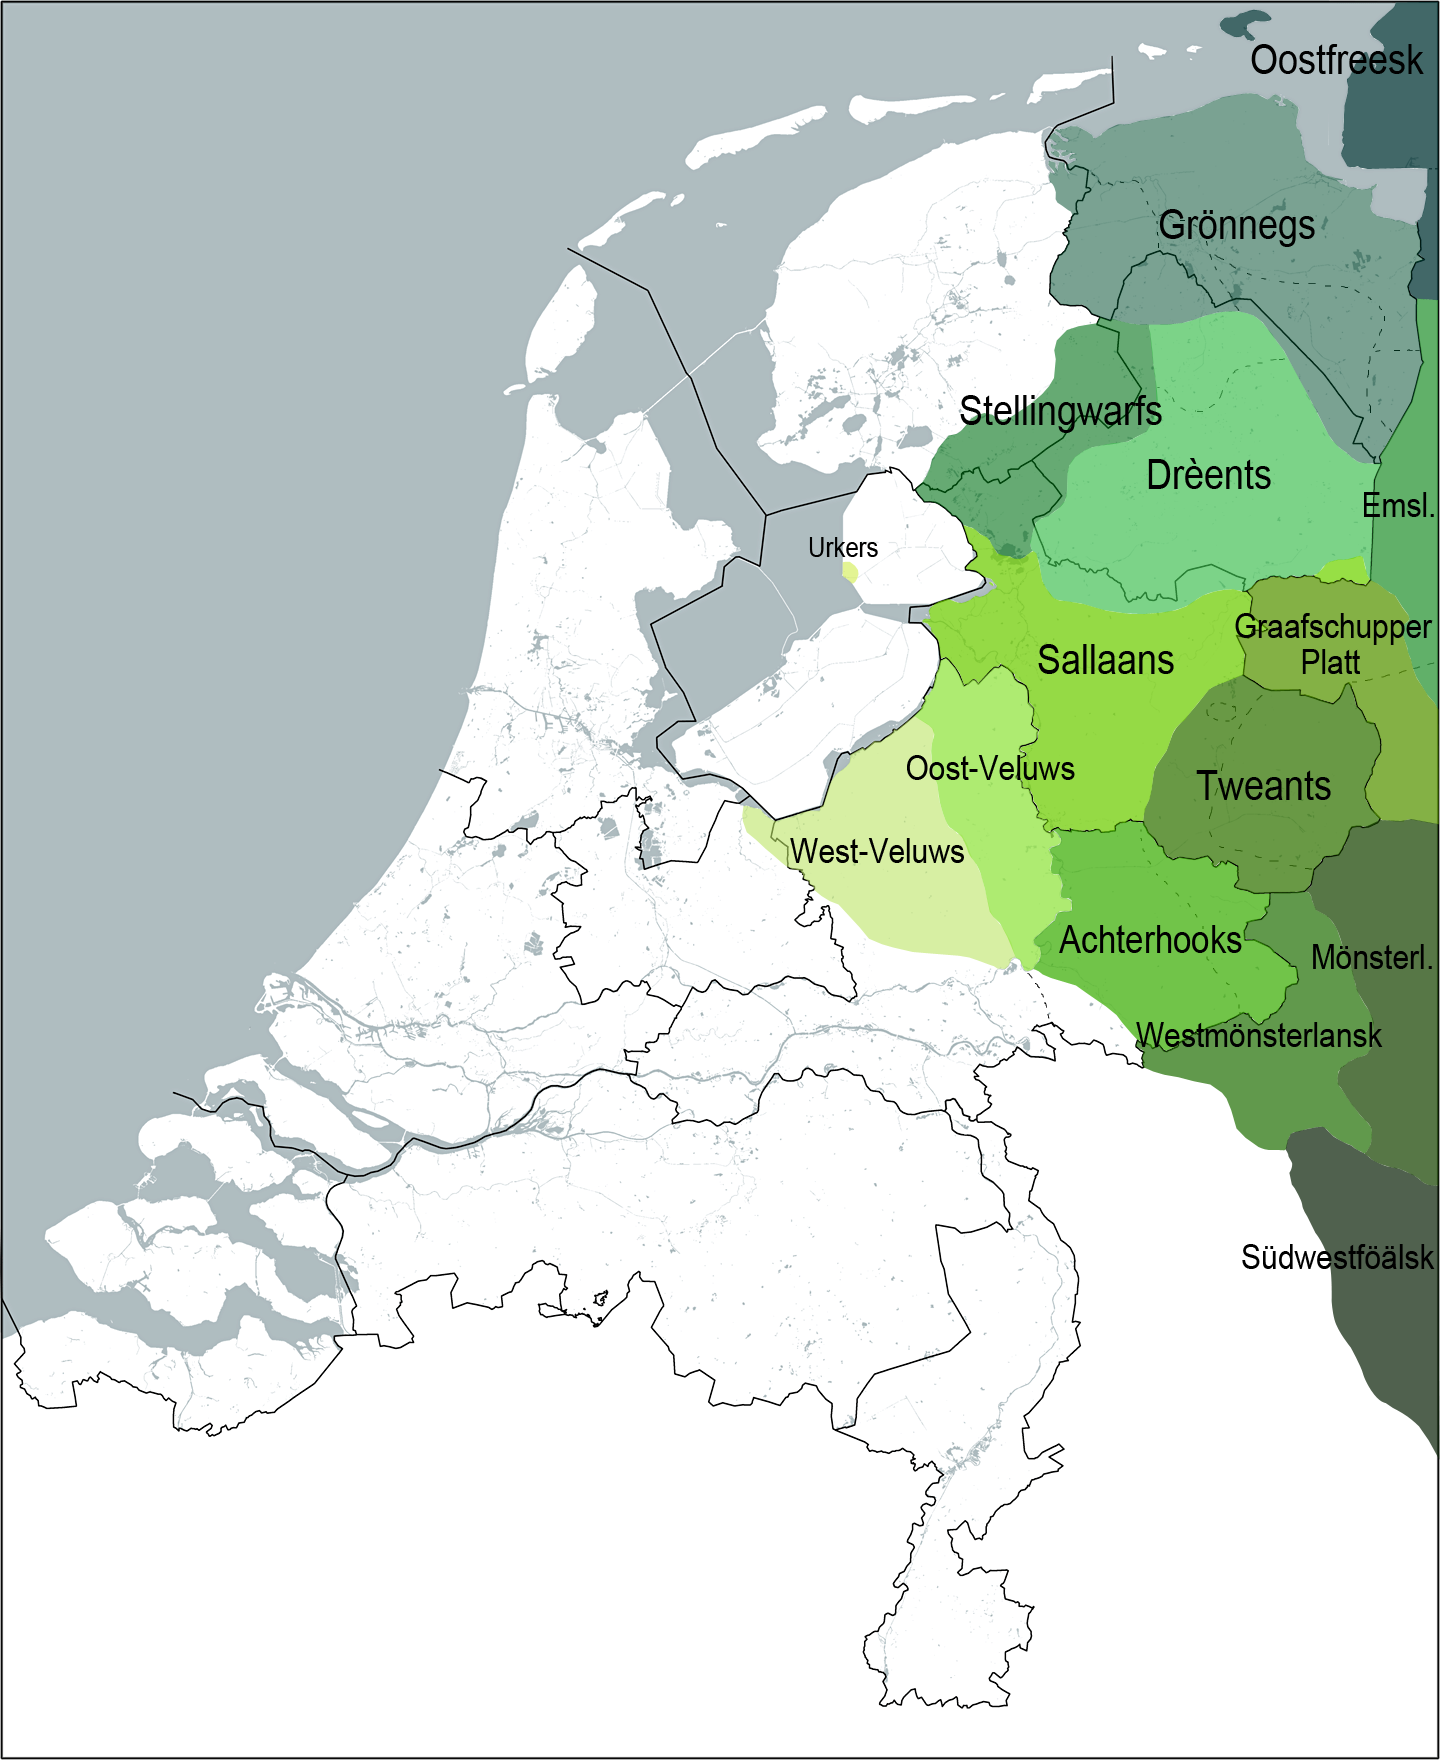 Oostfreesk
Grönnegs
Stellingwarfs
Drèents
Emsl.
Urkers
Graafschupper
Platt
Sallaans
Oost-Veluws
Tweants
West-Veluws
Achterhooks
Mönsterl.
Westmönsterlansk
Südwestföälsk